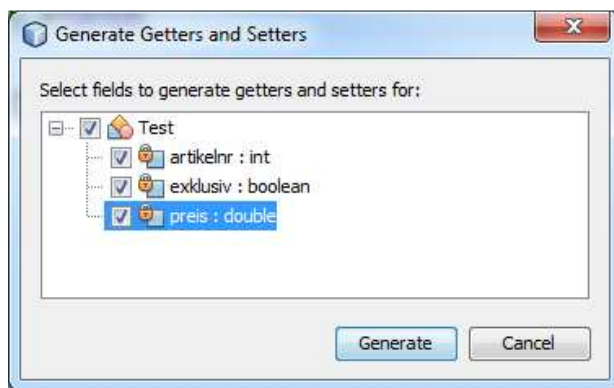 Generate Getters and Setters
Select fields to generate getters and setters for:
Test
artikelnr : int
exklusiv : boolean
preis : double
Generate Cancel